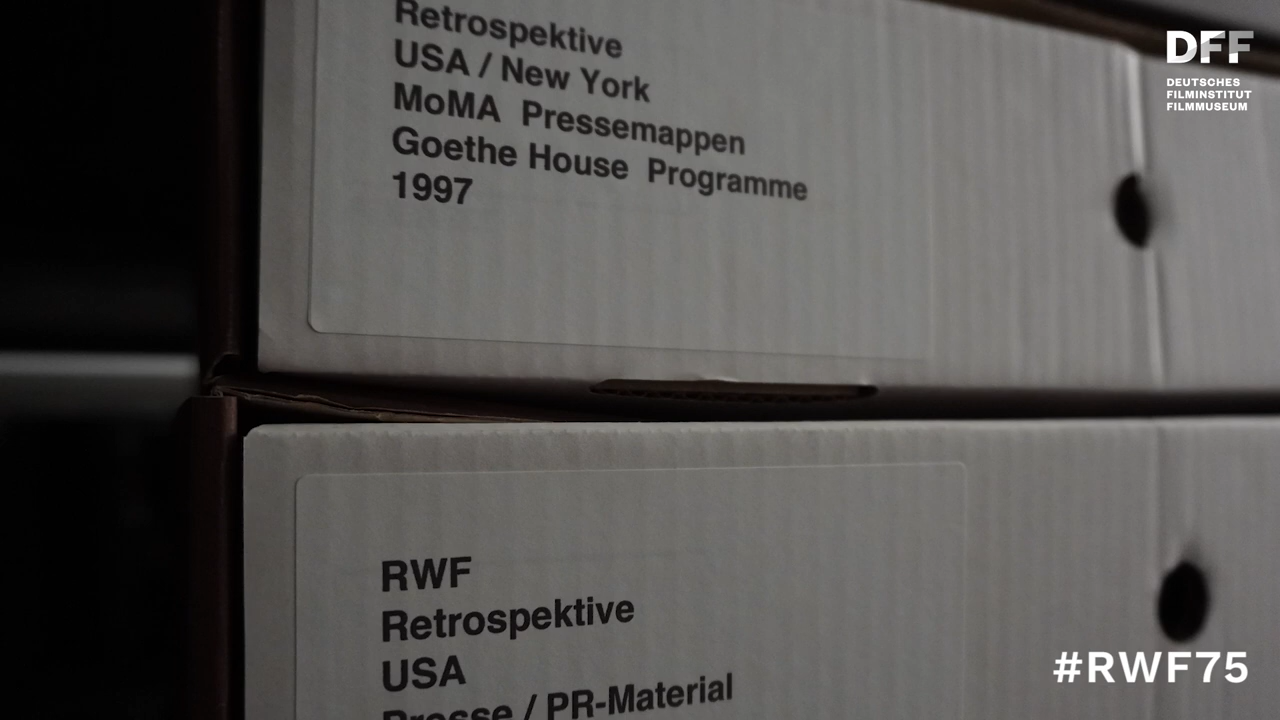 Retrospektive
USA / New York
MoMA Pressemappen
Goethe House Programme
1997
DFF
DEUTSCHES
FILMINSTITUT
FILMMUSEUM
RWF
Retrospektive
USA
Presse / PR-Material
#RWF75